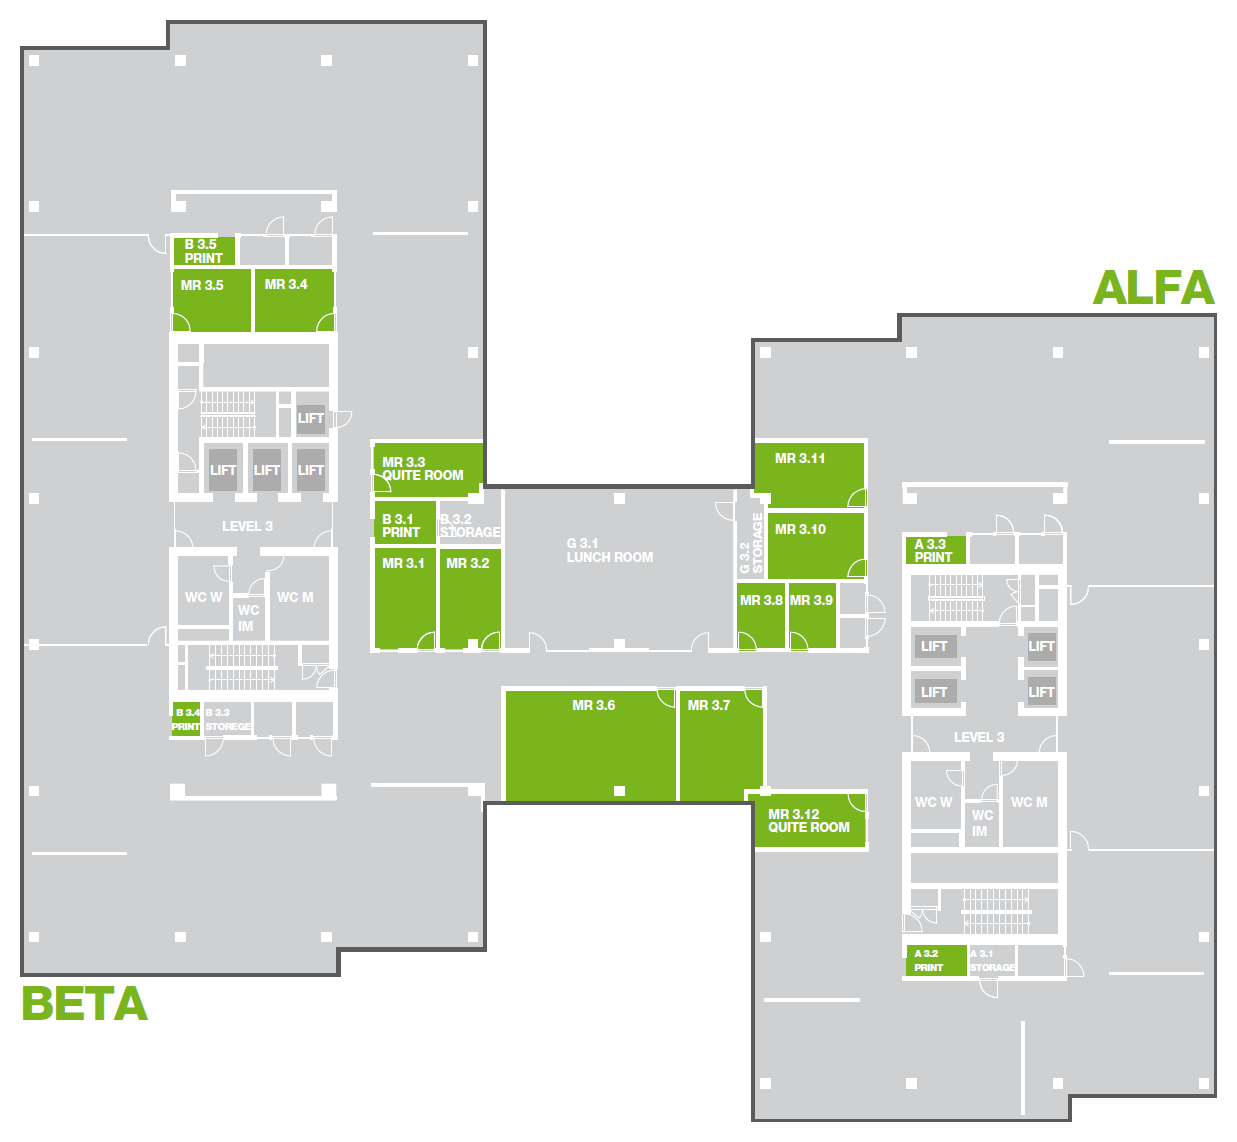 B 3.5
PRINT
MR 3.5
MR 3.4
ALFA
LIFT
LIFT
LIFT
LIFT
MR 3.3
QUITE ROOM
MR 3.11
LEVEL 3
B 3.1
PRINT
B 3.2
STORAGE
G 3.1
LUNCH ROOM
G 3.2
STORAGE
MR 3.10
A 3.3
PRINT
MR 3.1
MR 3.2
WC W
WC
IM
WC M
MR 3.8
MR 3.9
LIFT
LIFT
LIFT
LIFT
B 3.4
PRINT
B 3.3
STOREGE
MR 3.6
MR 3.7
LEVEL 3
MR 3.12
QUITE ROOM
WC W
WC
IM
WC M
A 3.2
PRINT
A 3.1
STORAGE
BETA